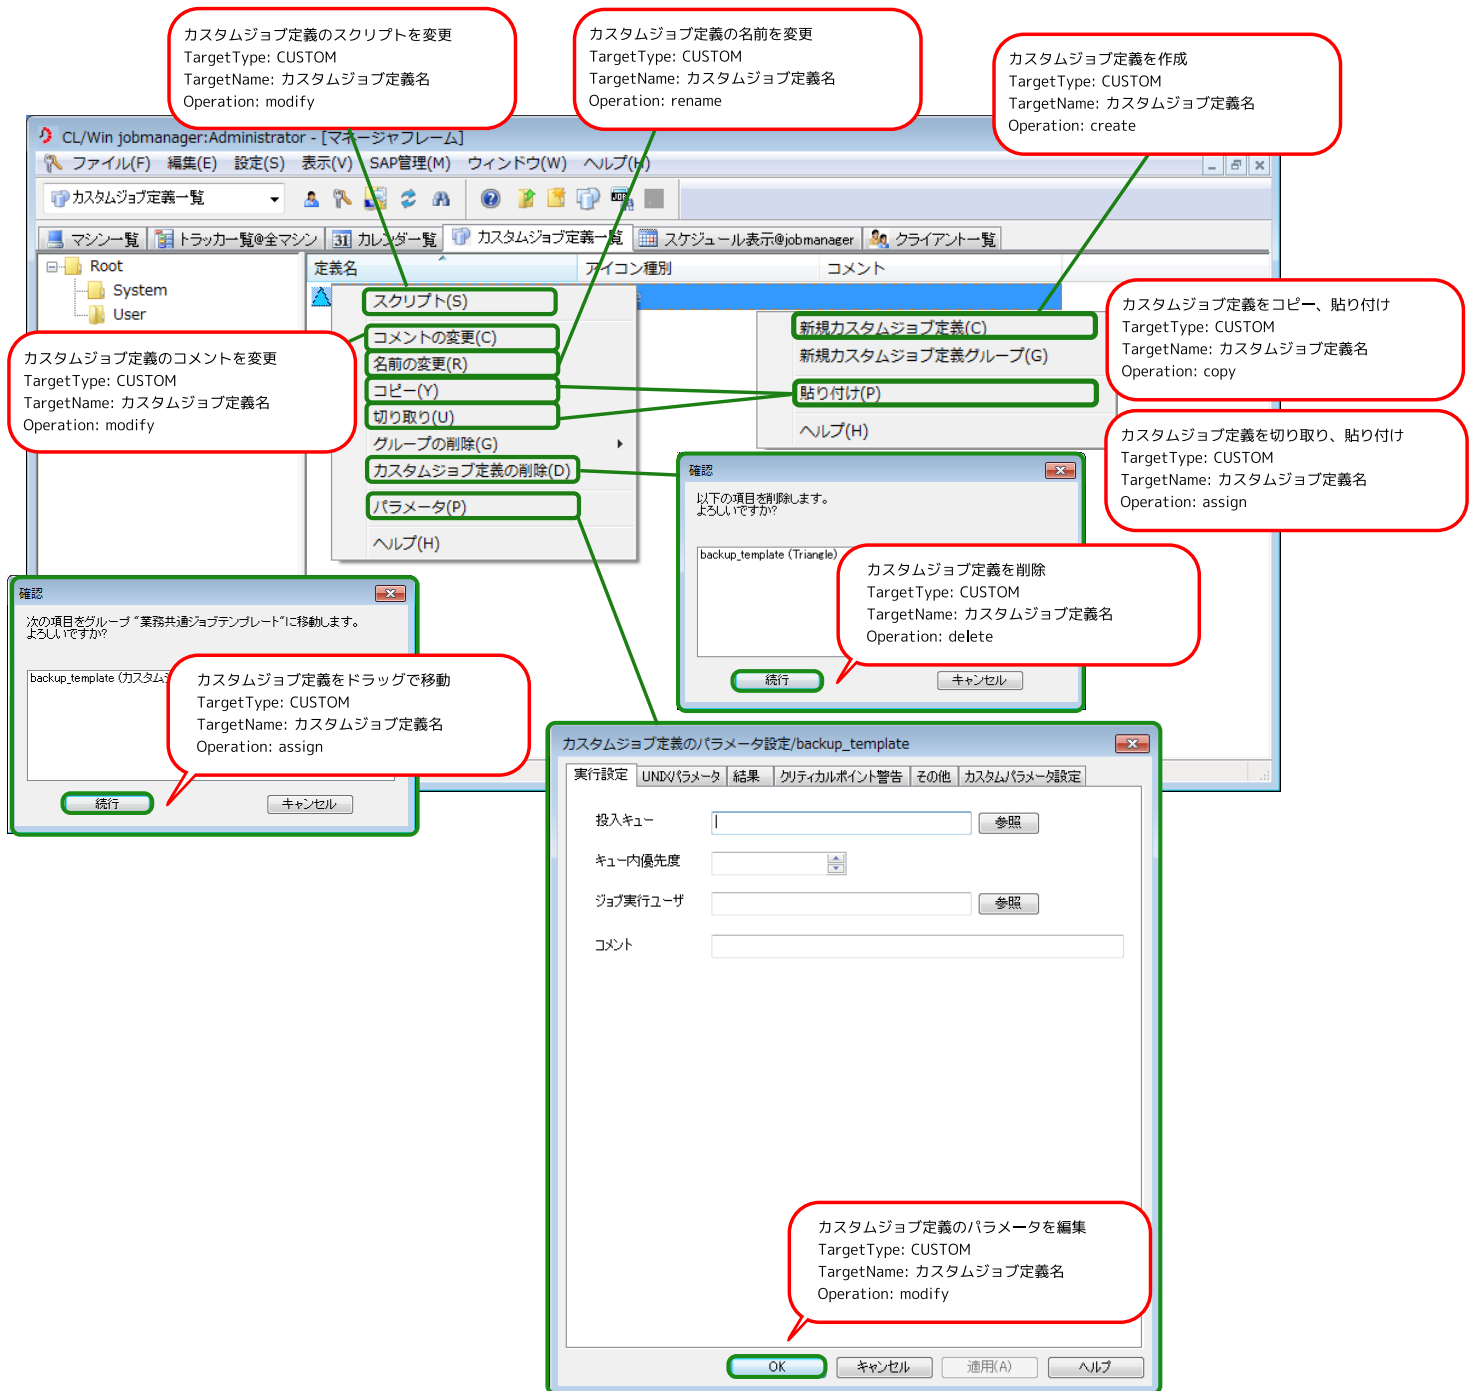 カスタムジョブ定義のスクリプトを変更
TargetType: CUSTOM
TargetName: カスタムジョブ定義名
Operation: modify
カスタムジョブ定義の名前を変更
TargetType: CUSTOM
TargetName: カスタムジョブ定義名
Operation: rename
カスタムジョブ定義を作成
TargetType: CUSTOM
TargetName: カスタムジョブ定義名
Operation: create
CL/Win jobmanager:Administrator - [マネージャフレーム]
ファイル(F) 編集(E) 設定(S) 表示(V) SAP管理(M) ウィンドウ(W) ヘルプ(H)
カスタムジョブ定義一覧
マシン一覧 トラッカ一覧@全マシン 31 カレンダ一覧 カスタムジョブ定義一覧 スケジュール表示@jobmanager クライアント一覧
Root
System
User
定義名 アイコン種別 コメント
スクリプト(S)
コメントの変更(C)
名前の変更(R)
コピー(Y)
切り取り(U)
グループの削除(G)
カスタムジョブ定義の削除(D)
パラメータ(P)
ヘルプ(H)
新規カスタムジョブ定義(C)
新規カスタムジョブ定義グループ(G)
貼り付け(P)
ヘルプ(H)
カスタムジョブ定義をコピー、貼り付け
TargetType: CUSTOM
TargetName: カスタムジョブ定義名
Operation: copy
カスタムジョブ定義のコメントを変更
TargetType: CUSTOM
TargetName: カスタムジョブ定義名
Operation: modify
カスタムジョブ定義を切り取り、貼り付け
TargetType: CUSTOM
TargetName: カスタムジョブ定義名
Operation: assign
確認
以下の項目を削除します。
よろしいですか?
backup_template (Triangle)
続行 キャンセル
カスタムジョブ定義を削除
TargetType: CUSTOM
TargetName: カスタムジョブ定義名
Operation: delete
確認
次の項目をグループ "業務共通ジョブテンプレート"に移動します。
よろしいですか?
backup_template (カスタムジ
続行 キャンセル
カスタムジョブ定義をドラッグで移動
TargetType: CUSTOM
TargetName: カスタムジョブ定義名
Operation: assign
カスタムジョブ定義のパラメータ設定/backup_template
実行設定 UNIXパラメータ 結果 クリティカルポイント警告 その他 カスタムパラメータ設定
投入キュー 参照
キュー内優先度
ジョブ実行ユーザ 参照
コメント
カスタムジョブ定義のパラメータを編集
TargetType: CUSTOM
TargetName: カスタムジョブ定義名
Operation: modify
OK キャンセル 適用(A) ヘルプ